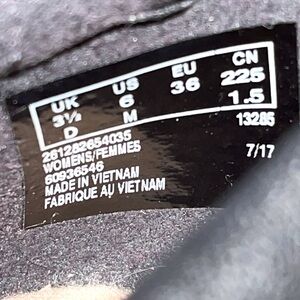 UK US EU CN
3½ 6 36 225
D M 1.5
261282654035 13285
WOMENS/FEMMES 7/17
60936546
MADE IN VIETNAM
FABRIQUE AU VIETNAM